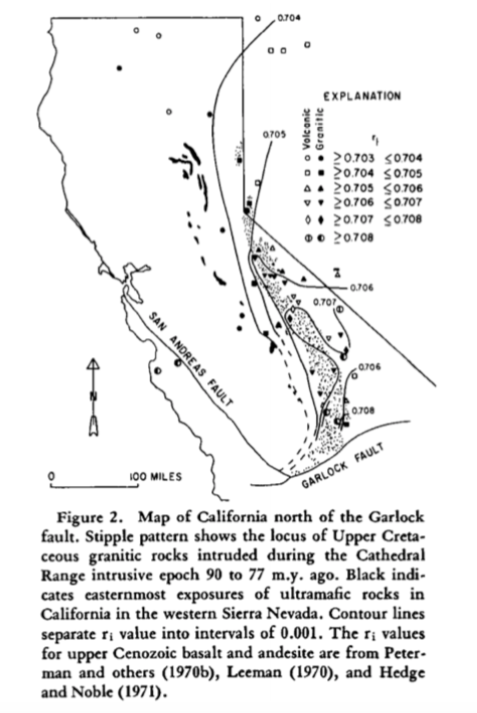 0.704
EXPLANATION
Volcanic
Granitic
ri
≥0.703 ≤0.704
≥0.704 ≤0.705
≥0.705 ≤0.706
≥0.706 ≤0.707
≥0.707 ≤0.708
≥0.708
0.705
0.706
0.707
0.706
0.708
SAN ANDREAS FAULT
GARLOCK FAULT
N
0 100 MILES
Figure 2. Map of California north of the Garlock
fault. Stipple pattern shows the locus of Upper Creta-
ceous granitic rocks intruded during the Cathedral
Range intrusive epoch 90 to 77 m.y. ago. Black indi-
cates easternmost exposures of ultramafic rocks in
California in the western Sierra Nevada. Contour lines
separate ri value into intervals of 0.001. The ri values
for upper Cenozoic basalt and andesite are from Peter-
man and others (1970b), Leeman (1970), and Hedge
and Noble (1971).